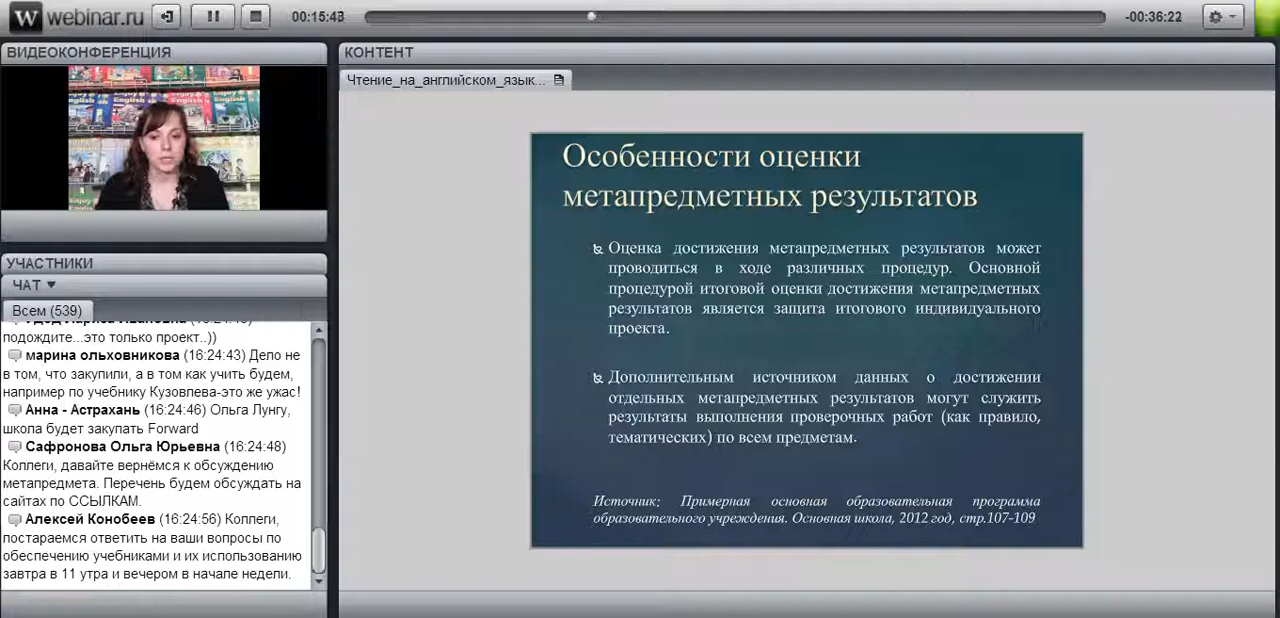 w webinar.ru
00:15:43
-00:36:22
ВИДЕОКОНФЕРЕНЦИЯ
Enjoy English
Enjoy English
УЧАСТНИКИ
ЧАТ ▼
Всем (539)
подождите...это только проект..))
марина ольховникова (16:24:43) Дело не
в том, что закупили, а в том как учить будем,
например по учебнику Кузовлева-это же ужас!
Анна - Астрахань (16:24:46) Ольга Лунгу,
школа будет закупать Forward
Сафронова Ольга Юрьевна (16:24:48)
Коллеги, давайте вернёмся к обсуждению
метапредмета. Перечень будем обсуждать на
сайтах по ССЫЛКАМ.
Алексей Конобеев (16:24:56) Коллеги,
постараемся ответить на ваши вопросы по
обеспечению учебниками и их использованию
завтра в 11 утра и вечером в начале недели.
КОНТЕНТ
Чтение_на_английском_язык...
Особенности оценки
метапредметных результатов
Оценка достижения метапредметных результатов может
проводиться в ходе различных процедур. Основной
процедурой итоговой оценки достижения метапредметных
результатов является защита итогового индивидуального
проекта.
Дополнительным источником данных о достижении
отдельных метапредметных результатов могут служить
результаты выполнения проверочных работ (как правило,
тематических) по всем предметам.
Источник: Примерная основная образовательная программа
образовательного учреждения. Основная школа, 2012 год, стр.107-109